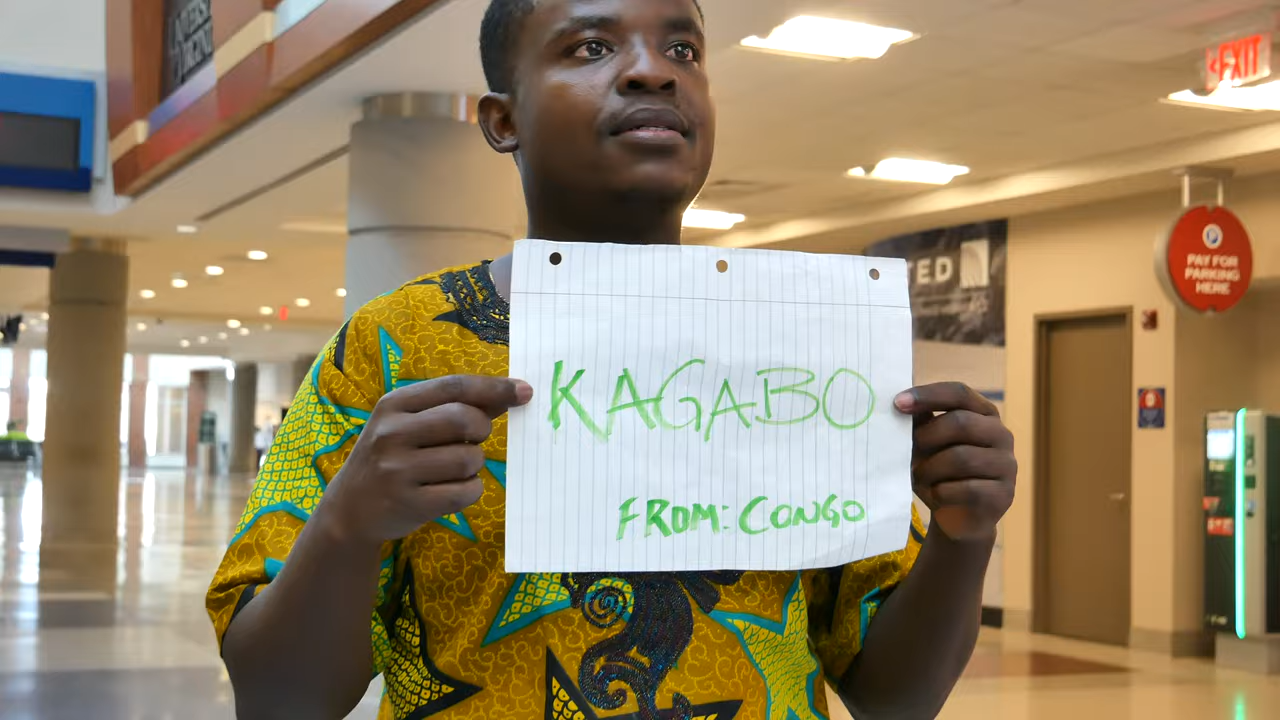 EXIT
PAY FOR
PARKING
HERE
KAGABO
FROM: CONGO